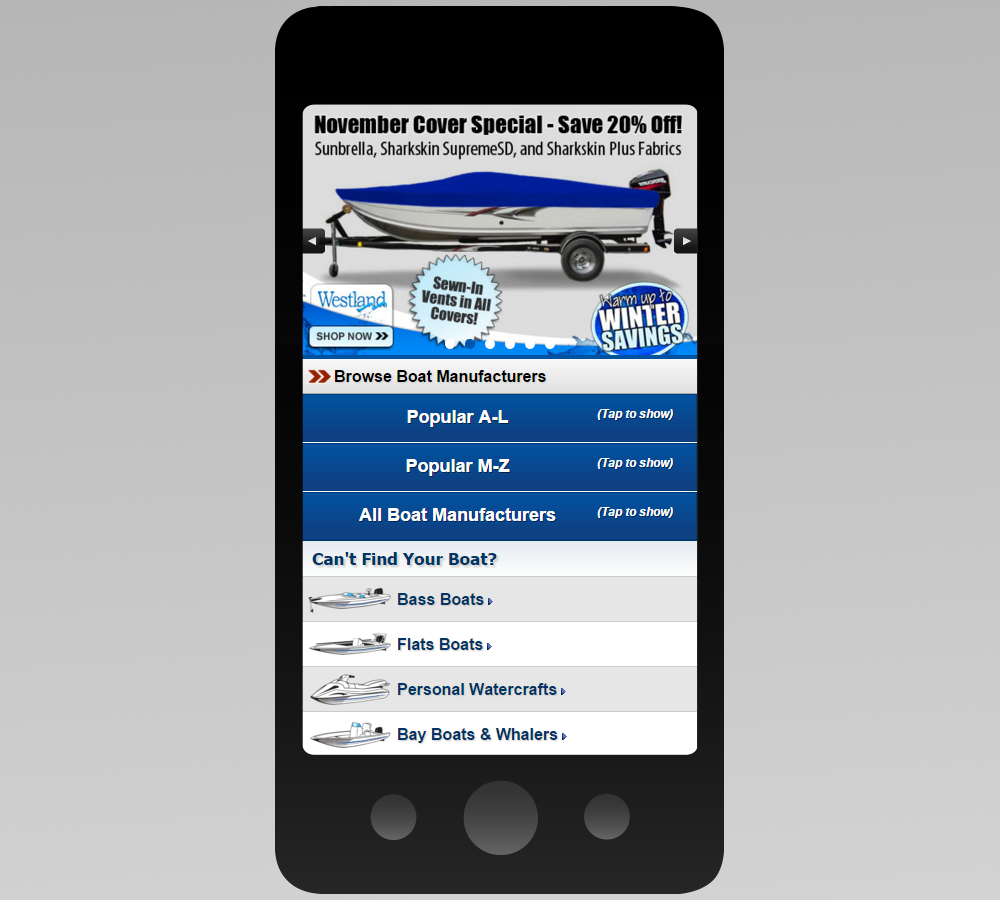 November Cover Special - Save 20% Off!
Sunbrella, Sharkskin SupremeSD, and Sharkskin Plus Fabrics
Westland
SHOP NOW
Sewn-In
Vents in All
Covers!
Warm up to
WINTER
SAVINGS
Browse Boat Manufacturers
Popular A-L (Tap to show)
Popular M-Z (Tap to show)
All Boat Manufacturers (Tap to show)
Can't Find Your Boat?
Bass Boats
Flats Boats
Personal Watercrafts
Bay Boats & Whalers